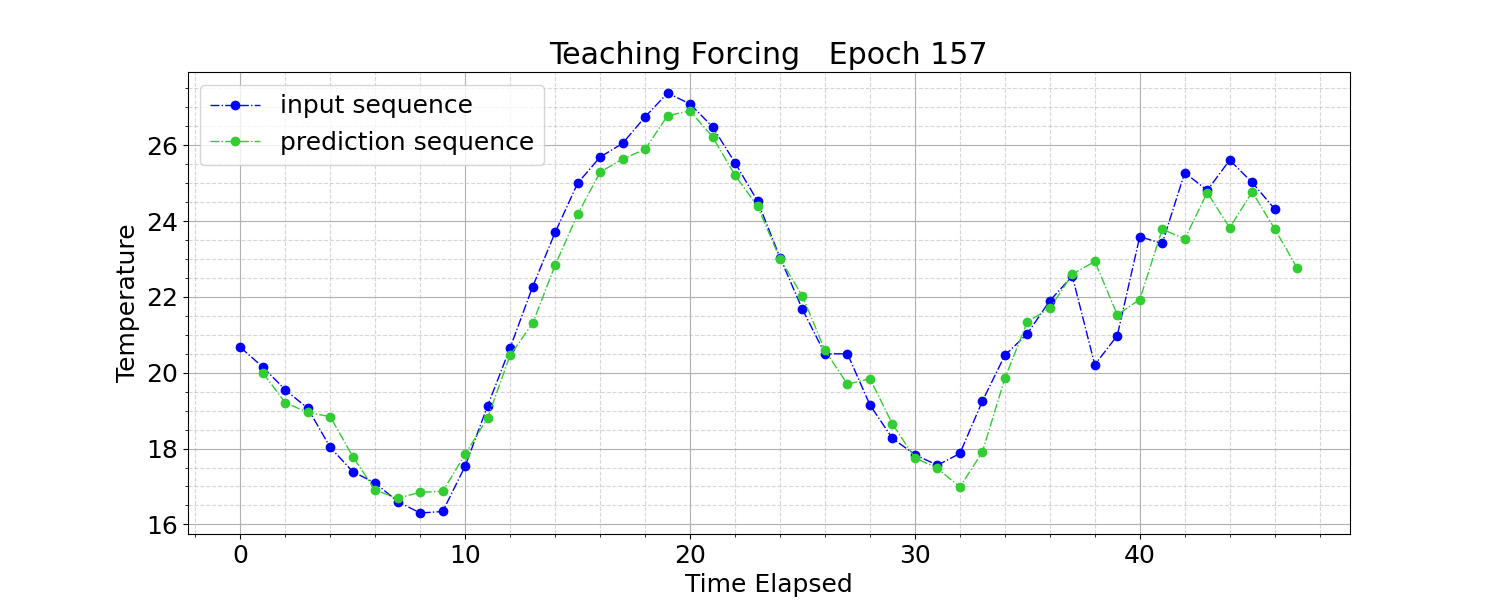 Teaching Forcing   Epoch 157
input sequence
prediction sequence
Temperature
26
24
22
20
18
16
0 10 20 30 40
Time Elapsed